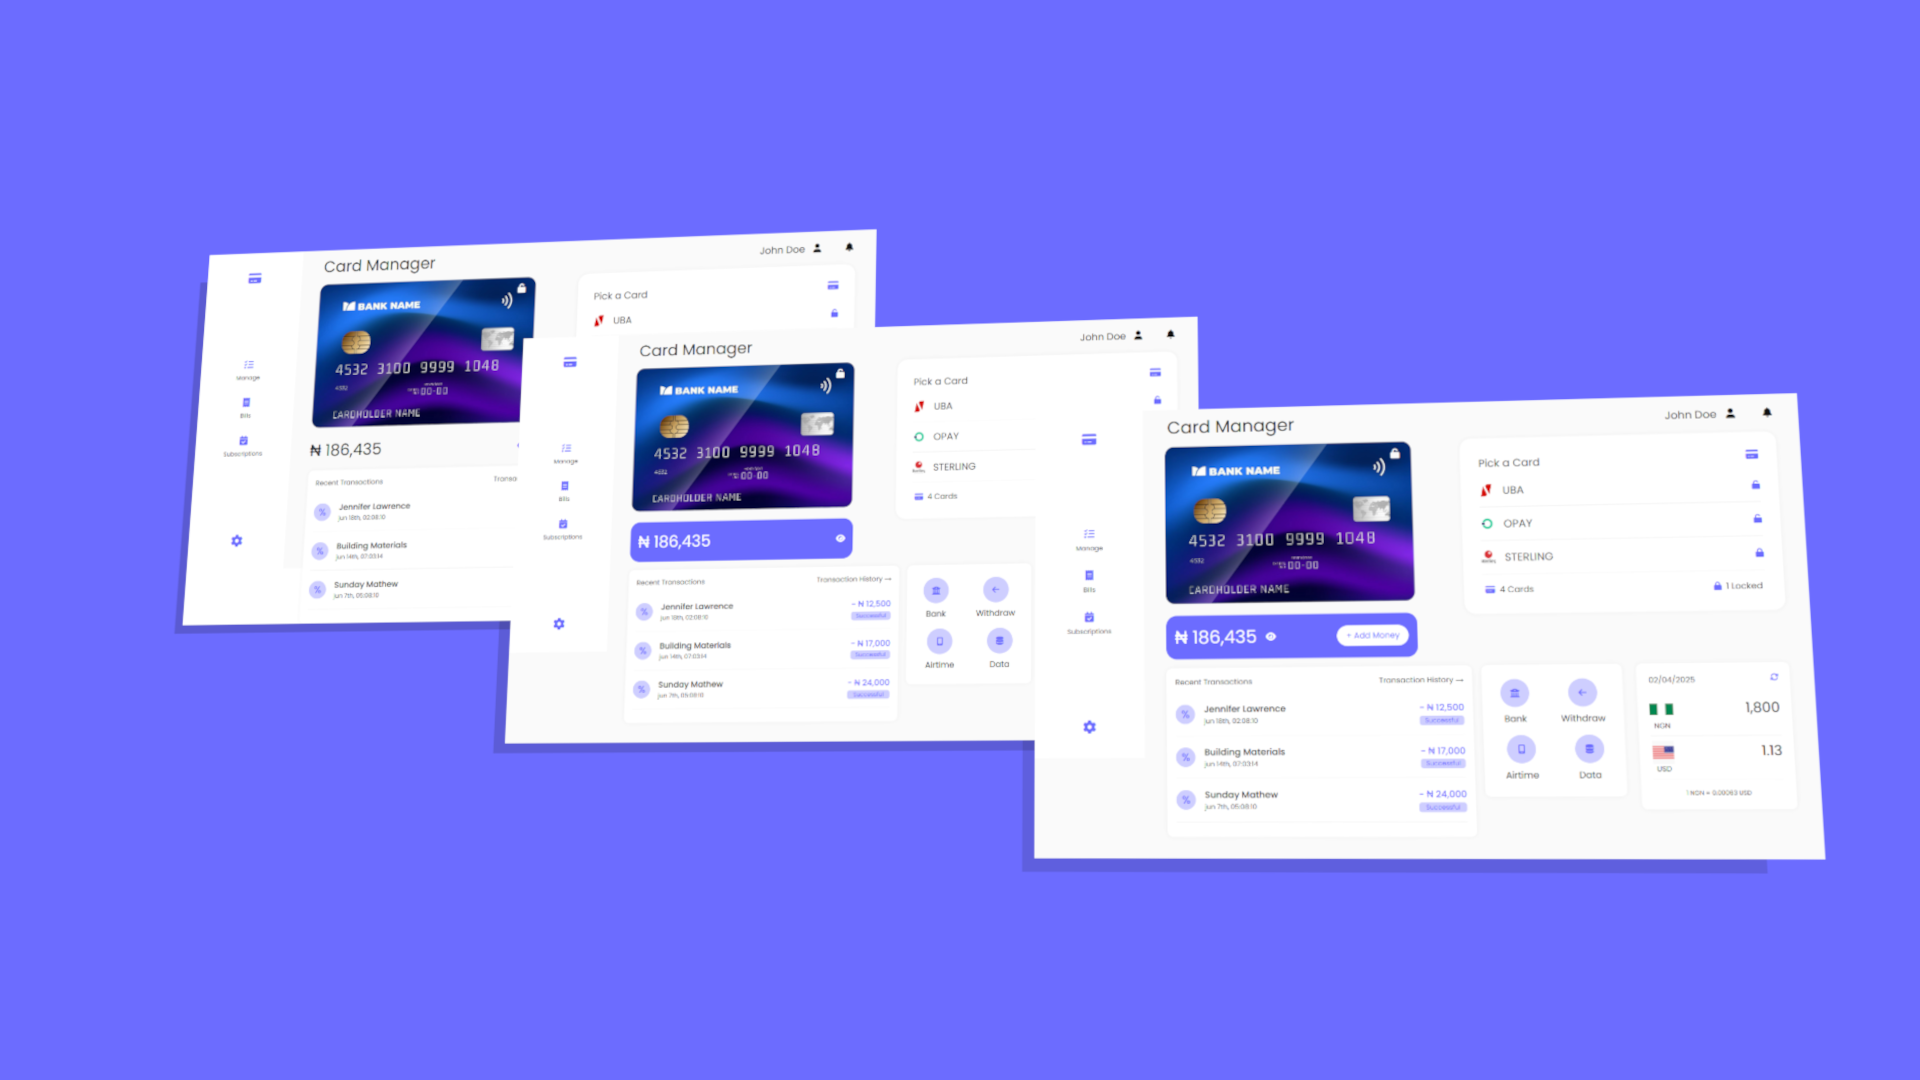 John Doe
Card Manager
Pick a Card
UBA
BANK NAME
4532 3100 9999 1048
4532
00-00
CARDHOLDER NAME
Manage
Bills
Subscriptions
₦ 186,435
Recent Transactions
Transa
Jennifer Lawrence
jun 18th, 02:08:10
Building Materials
jun 14th, 07:03:14
Sunday Mathew
jun 7th, 05:08:10
John Doe
Card Manager
Pick a Card
UBA
OPAY
STERLING
4 Cards
BANK NAME
4532 3100 9999 1048
4532
00-00
CARDHOLDER NAME
Manage
Bills
Subscriptions
₦ 186,435
Recent Transactions
Transaction History →
Jennifer Lawrence
jun 18th, 02:08:10
- ₦ 12,500
Successful
Building Materials
jun 14th, 07:03:14
- ₦ 17,000
Successful
Sunday Mathew
jun 7th, 05:08:10
- ₦ 24,000
Successful
Bank
Withdraw
Airtime
Data
John Doe
Card Manager
Pick a Card
UBA
OPAY
STERLING
4 Cards
1 Locked
BANK NAME
4532 3100 9999 1048
4532
00-00
CARDHOLDER NAME
Manage
Bills
Subscriptions
₦ 186,435
+ Add Money
Recent Transactions
Transaction History →
Jennifer Lawrence
jun 18th, 02:08:10
- ₦ 12,500
Successful
Building Materials
jun 14th, 07:03:14
- ₦ 17,000
Successful
Sunday Mathew
jun 7th, 05:08:10
- ₦ 24,000
Successful
Bank
Withdraw
Airtime
Data
02/04/2025
NGN
1,800
USD
1.13
1 NGN = 0.00063 USD